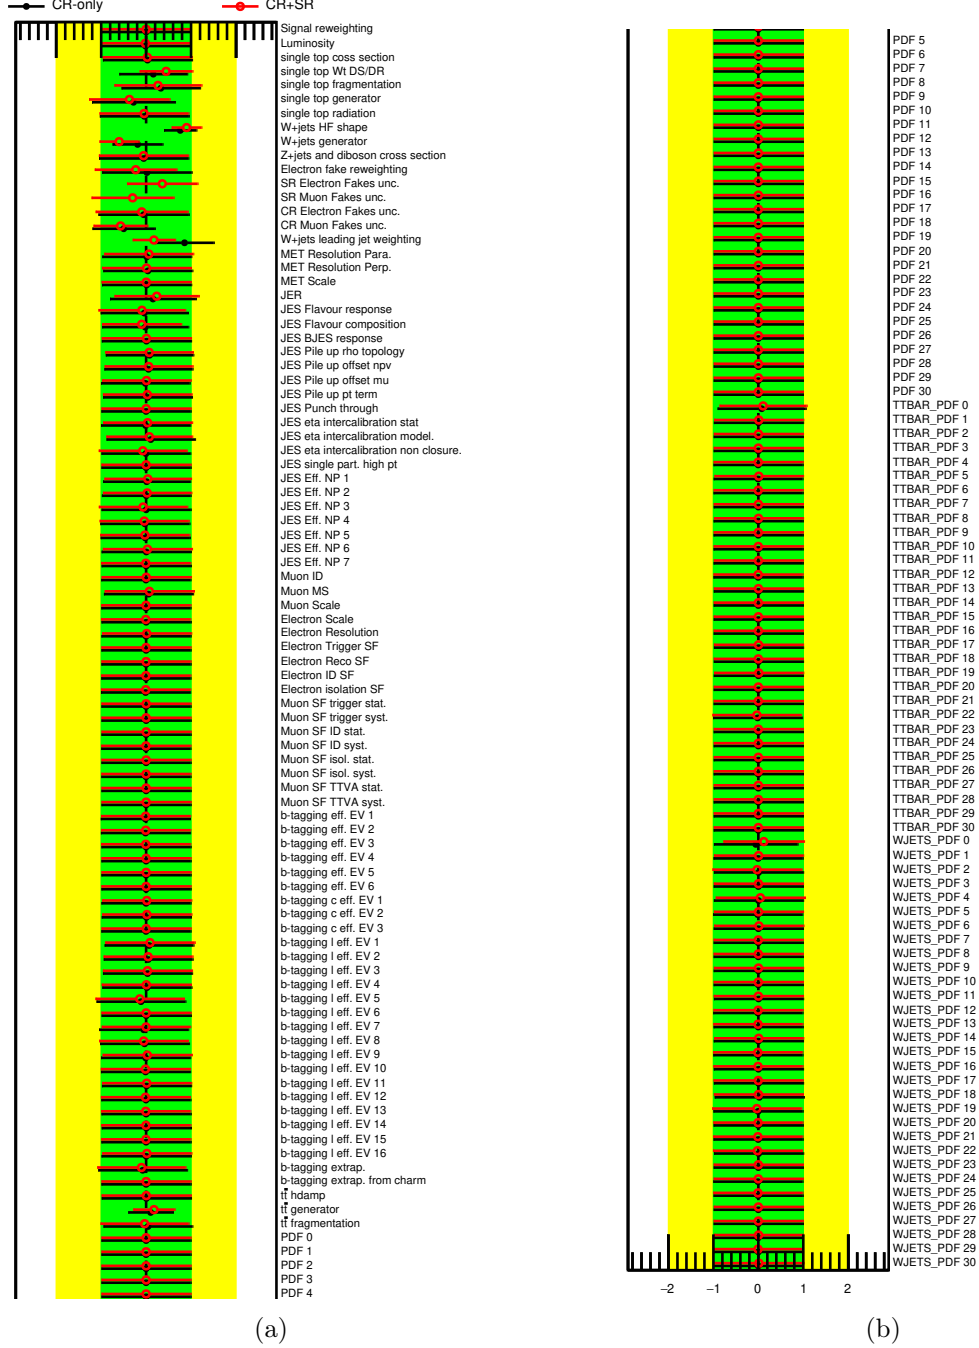 CR-only CR+SR
Signal reweighting
Luminosity
single top coss section
single top Wt DS/DR
single top fragmentation
single top generator
single top radiation
W+jets HF shape
W+jets generator
Z+jets and diboson cross section
Electron fake reweighting
SR Electron Fakes unc.
SR Muon Fakes unc.
CR Electron Fakes unc.
CR Muon Fakes unc.
W+jets leading jet weighting
MET Resolution Para.
MET Resolution Perp.
MET Scale
JER
JES Flavour response
JES Flavour composition
JES BJES response
JES Pile up rho topology
JES Pile up offset npv
JES Pile up offset mu
JES Pile up pt term
JES Punch through
JES eta intercalibration stat
JES eta intercalibration model.
JES eta intercalibration non closure.
JES single part. high pt
JES Eff. NP 1
JES Eff. NP 2
JES Eff. NP 3
JES Eff. NP 4
JES Eff. NP 5
JES Eff. NP 6
JES Eff. NP 7
Muon ID
Muon MS
Muon Scale
Electron Scale
Electron Resolution
Electron Trigger SF
Electron Reco SF
Electron ID SF
Electron isolation SF
Muon SF trigger stat.
Muon SF trigger syst.
Muon SF ID stat.
Muon SF ID syst.
Muon SF isol. stat.
Muon SF isol. syst.
Muon SF TTVA stat.
Muon SF TTVA syst.
b-tagging eff. EV 1
b-tagging eff. EV 2
b-tagging eff. EV 3
b-tagging eff. EV 4
b-tagging eff. EV 5
b-tagging eff. EV 6
b-tagging c eff. EV 1
b-tagging c eff. EV 2
b-tagging c eff. EV 3
b-tagging l eff. EV 1
b-tagging l eff. EV 2
b-tagging l eff. EV 3
b-tagging l eff. EV 4
b-tagging l eff. EV 5
b-tagging l eff. EV 6
b-tagging l eff. EV 7
b-tagging l eff. EV 8
b-tagging l eff. EV 9
b-tagging l eff. EV 10
b-tagging l eff. EV 11
b-tagging l eff. EV 12
b-tagging l eff. EV 13
b-tagging l eff. EV 14
b-tagging l eff. EV 15
b-tagging l eff. EV 16
b-tagging extrap.
b-tagging extrap. from charm
tt̄ hdamp
tt̄ generator
tt̄ fragmentation
PDF 0
PDF 1
PDF 2
PDF 3
PDF 4
(a)
PDF 5
PDF 6
PDF 7
PDF 8
PDF 9
PDF 10
PDF 11
PDF 12
PDF 13
PDF 14
PDF 15
PDF 16
PDF 17
PDF 18
PDF 19
PDF 20
PDF 21
PDF 22
PDF 23
PDF 24
PDF 25
PDF 26
PDF 27
PDF 28
PDF 29
PDF 30
TTBAR_PDF 0
TTBAR_PDF 1
TTBAR_PDF 2
TTBAR_PDF 3
TTBAR_PDF 4
TTBAR_PDF 5
TTBAR_PDF 6
TTBAR_PDF 7
TTBAR_PDF 8
TTBAR_PDF 9
TTBAR_PDF 10
TTBAR_PDF 11
TTBAR_PDF 12
TTBAR_PDF 13
TTBAR_PDF 14
TTBAR_PDF 15
TTBAR_PDF 16
TTBAR_PDF 17
TTBAR_PDF 18
TTBAR_PDF 19
TTBAR_PDF 20
TTBAR_PDF 21
TTBAR_PDF 22
TTBAR_PDF 23
TTBAR_PDF 24
TTBAR_PDF 25
TTBAR_PDF 26
TTBAR_PDF 27
TTBAR_PDF 28
TTBAR_PDF 29
TTBAR_PDF 30
WJETS_PDF 0
WJETS_PDF 1
WJETS_PDF 2
WJETS_PDF 3
WJETS_PDF 4
WJETS_PDF 5
WJETS_PDF 6
WJETS_PDF 7
WJETS_PDF 8
WJETS_PDF 9
WJETS_PDF 10
WJETS_PDF 11
WJETS_PDF 12
WJETS_PDF 13
WJETS_PDF 14
WJETS_PDF 15
WJETS_PDF 16
WJETS_PDF 17
WJETS_PDF 18
WJETS_PDF 19
WJETS_PDF 20
WJETS_PDF 21
WJETS_PDF 22
WJETS_PDF 23
WJETS_PDF 24
WJETS_PDF 25
WJETS_PDF 26
WJETS_PDF 27
WJETS_PDF 28
WJETS_PDF 29
WJETS_PDF 30
−2 −1 0 1 2
(b)